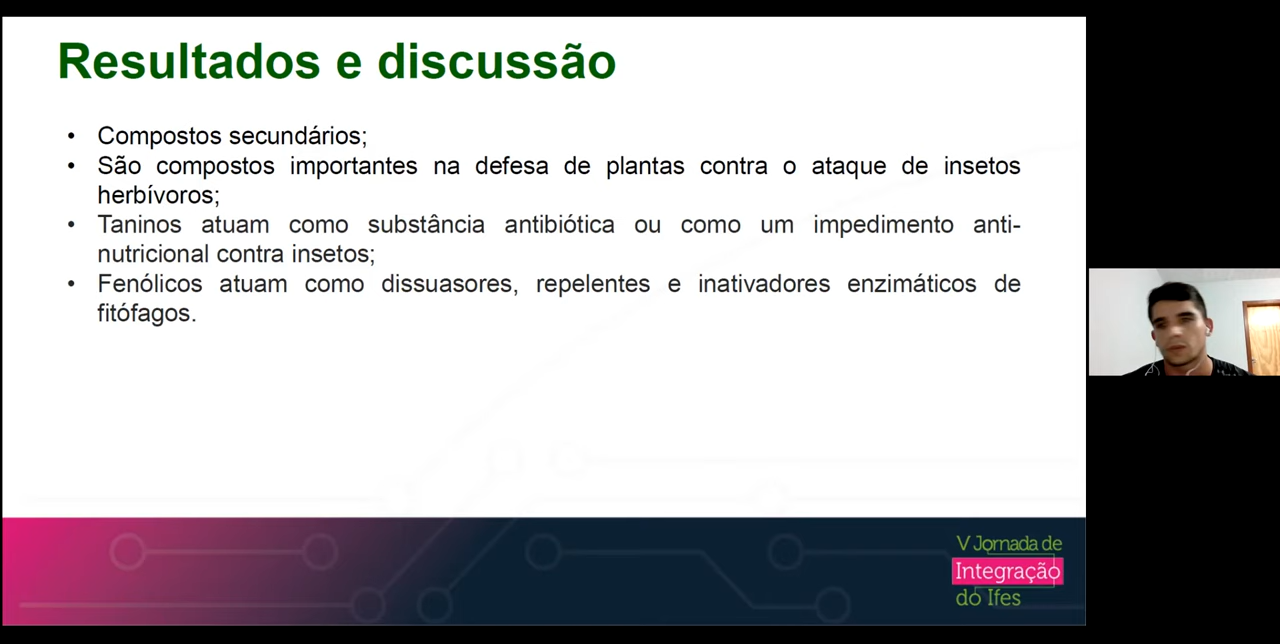 Resultados e discussão
• Compostos secundários;
• São compostos importantes na defesa de plantas contra o ataque de insetos
herbívoros;
• Taninos atuam como substância antibiótica ou como um impedimento anti-
nutricional contra insetos;
• Fenólicos atuam como dissuasores, repelentes e inativadores enzimáticos de
fitófagos.
V Jornada de
Integração
do Ifes